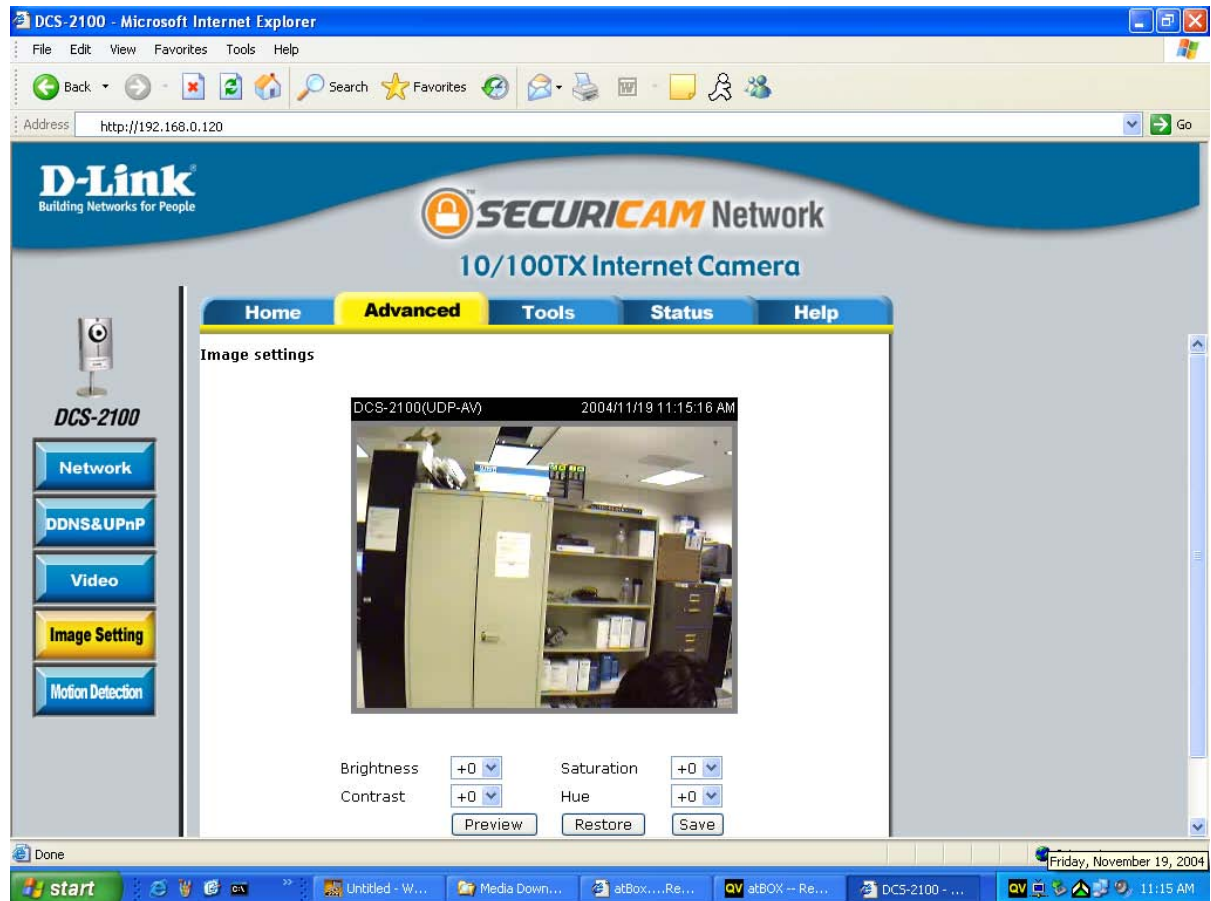 DCS-2100 - Microsoft Internet Explorer
File Edit View Favorites Tools Help
Back Search Favorites
Address http://192.168.0.120 Go
D-Link®
Building Networks for People
SECURICAM™ Network
10/100TX Internet Camera
Home Advanced Tools Status Help
DCS-2100
Network
DDNS&UPnP
Video
Image Setting
Motion Detection
Image settings
DCS-2100(UDP-AV) 2004/11/19 11:15:16 AM
Brightness +0 Saturation +0
Contrast +0 Hue +0
Preview Restore Save
Done
Friday, November 19, 2004
start Untitled - W... Media Down... atBox....Re... QV atBOX -- Re... DCS-2100 - ... QV 11:15 AM